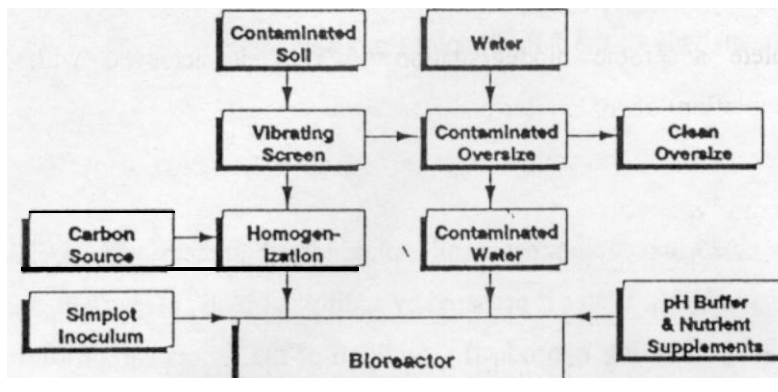 Contaminated
Soil
Water
Vibrating
Screen
Contaminated
Oversize
Clean
Oversize
Carbon
Source
Homogen-
ization
Contaminated
Water
Simplot
Inoculum
pH Buffer
& Nutrient
Supplements
Bioreactor